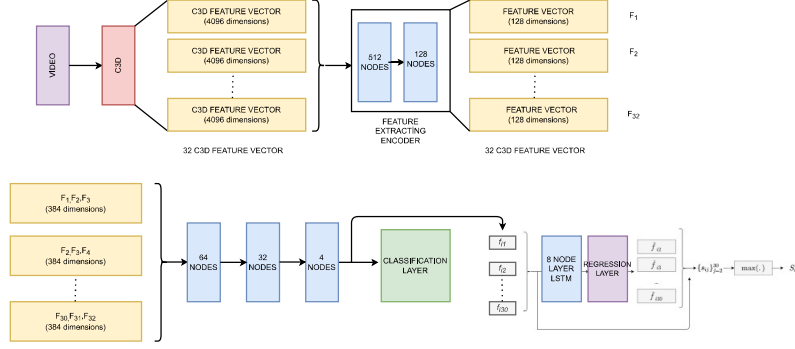 VIDEO
C3D
C3D FEATURE VECTOR
(4096 dimensions)
C3D FEATURE VECTOR
(4096 dimensions)
C3D FEATURE VECTOR
(4096 dimensions)
32 C3D FEATURE VECTOR
512
NODES
128
NODES
FEATURE
EXTRACTING
ENCODER
FEATURE VECTOR
(128 dimensions)
FEATURE VECTOR
(128 dimensions)
FEATURE VECTOR
(128 dimensions)
32 C3D FEATURE VECTOR
F1
F2
F32
F1,F2,F3
(384 dimensions)
F2,F3,F4
(384 dimensions)
F30,F31,F32
(384 dimensions)
64
NODES
32
NODES
4
NODES
CLASSIFICATION
LAYER
fi1
fi2
fi30
8 NODE
LAYER
LSTM
REGRESSION
LAYER
max(.)